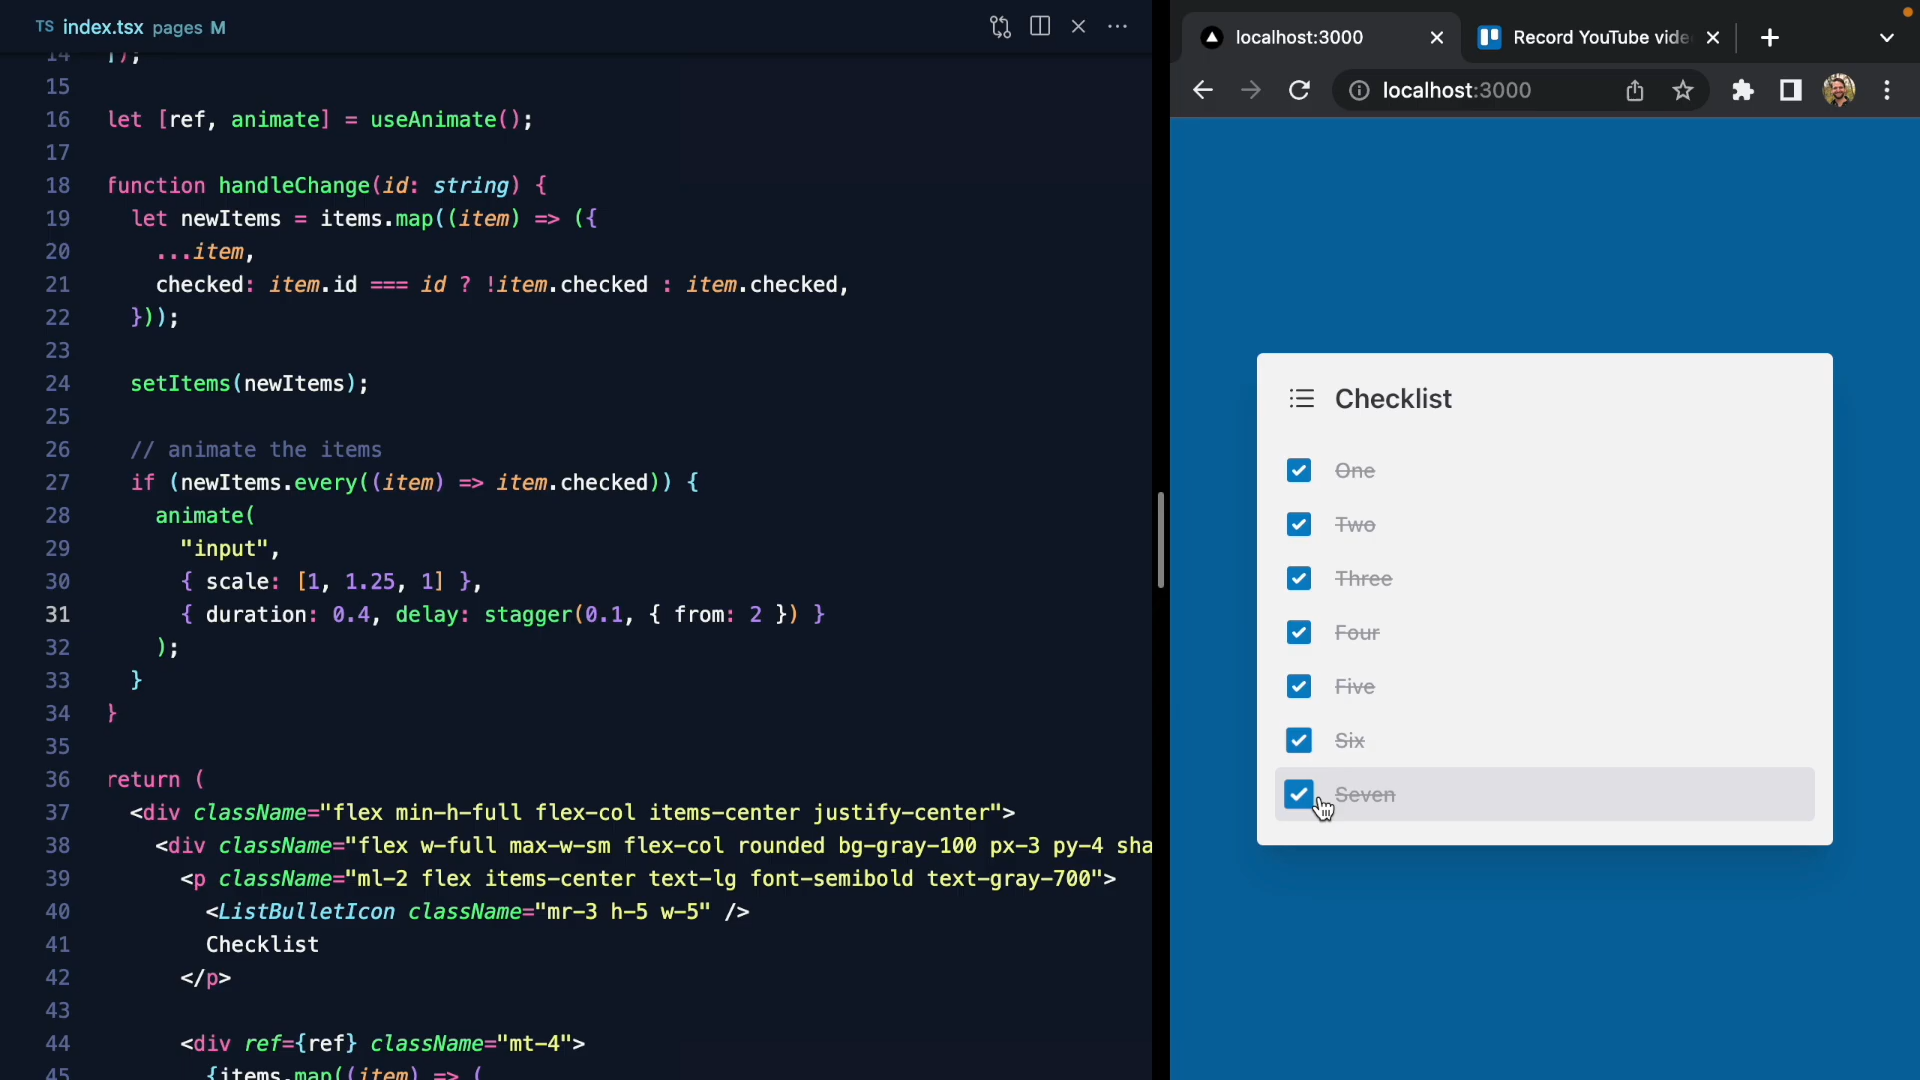 TS index.tsx pages M
14 ]);
15
16 let [ref, animate] = useAnimate();
17
18 function handleChange(id: string) {
19 let newItems = items.map((item) => ({
20 ...item,
21 checked: item.id === id ? !item.checked : item.checked,
22 }));
23
24 setItems(newItems);
25
26 // animate the items
27 if (newItems.every((item) => item.checked)) {
28 animate(
29 "input",
30 { scale: [1, 1.25, 1] },
31 { duration: 0.4, delay: stagger(0.1, { from: 2 }) }
32 );
33 }
34 }
35
36 return (
37 <div className="flex min-h-full flex-col items-center justify-center">
38 <div className="flex w-full max-w-sm flex-col rounded bg-gray-100 px-3 py-4 sha
39 <p className="ml-2 flex items-center text-lg font-semibold text-gray-700">
40 <ListBulletIcon className="mr-3 h-5 w-5" />
41 Checklist
42 </p>
43
44 <div ref={ref} className="mt-4">
45 {items.map((item) => (
localhost:3000
Record YouTube vide
localhost:3000
Checklist
One
Two
Three
Four
Five
Six
Seven